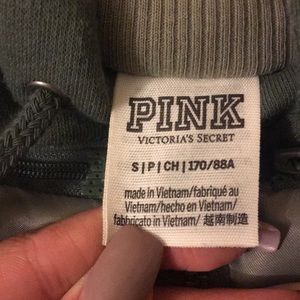 PINK
VICTORIA'S SECRET
S|P|CH|170/88A
made in Vietnam/fabriqué au
Vietnam/hecho en Vietnam/
fabbricato in Vietnam/越南制造